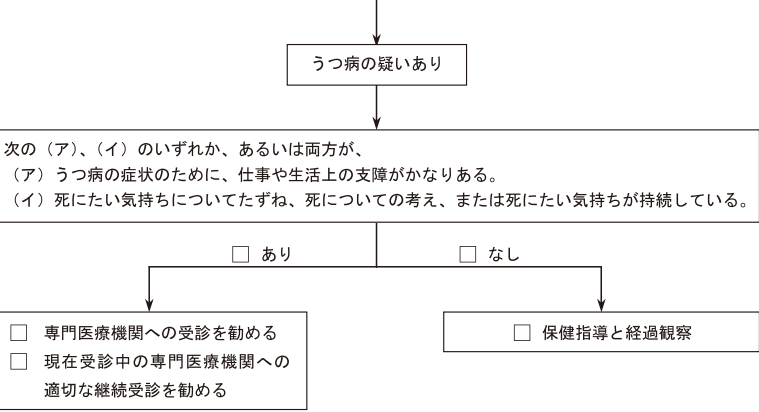 うつ病の疑いあり
次の（ア）、（イ）のいずれか、あるいは両方が、
（ア）うつ病の症状のために、仕事や生活上の支障がかなりある。
（イ）死にたい気持ちについてたずね、死についての考え、または死にたい気持ちが持続している。
□ あり
□ なし
□ 専門医療機関への受診を勧める
□ 現在受診中の専門医療機関への
適切な継続受診を勧める
□ 保健指導と経過観察